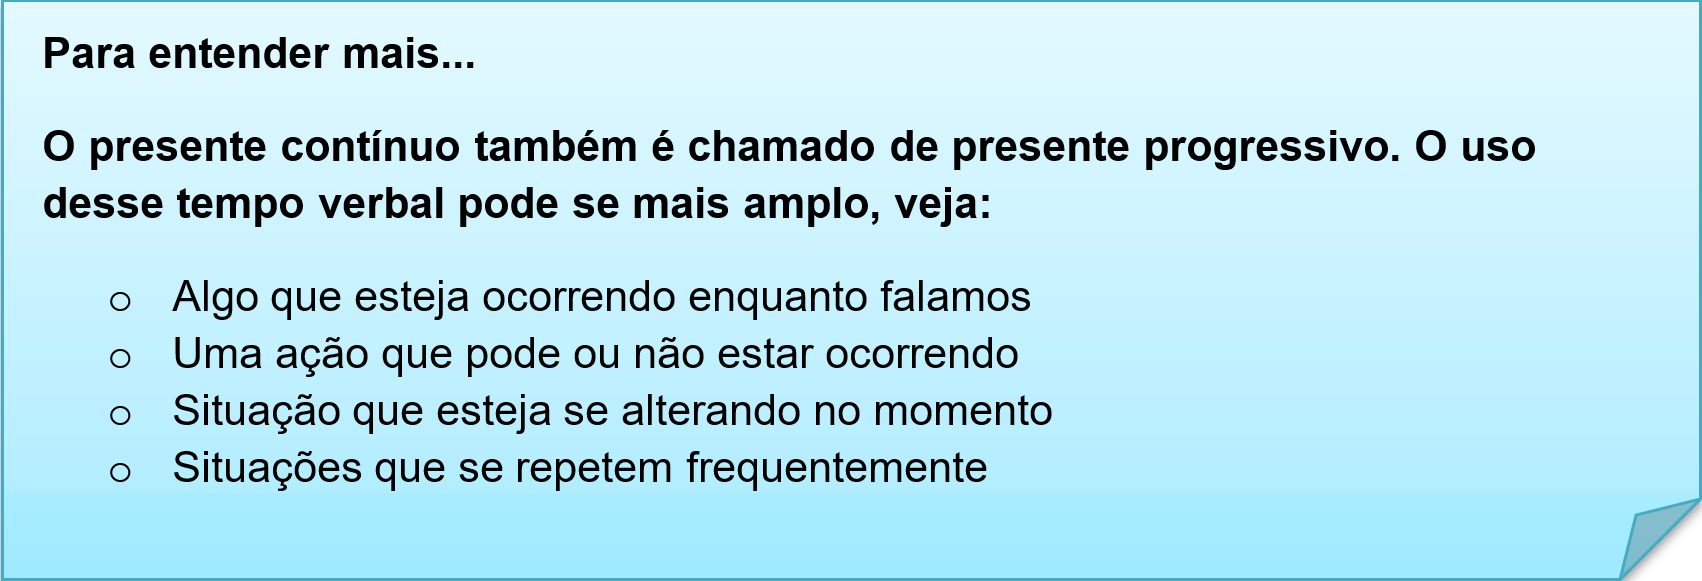 Para entender mais...
O presente contínuo também é chamado de presente progressivo. O uso
desse tempo verbal pode se mais amplo, veja:
o Algo que esteja ocorrendo enquanto falamos
o Uma ação que pode ou não estar ocorrendo
o Situação que esteja se alterando no momento
o Situações que se repetem frequentemente